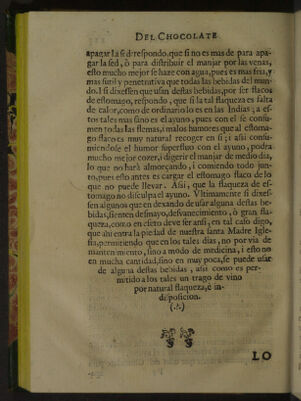 DEL CHOCOLATE
apagar la sed: respondo, que si no es mas de para apa-
gar la sed, ò para distribuir el manjar por las venas,
esto mucho mejor se haze con agua, pues es mas fria, y
mas sutil y penetrativa que todas las bebidas del mun-
do. I si dixessen que usan destas bebidas, por ser flacos
de estomago, respondo, que si la tal flaqueza es falta
de calor, como de ordinario lo es en las Indias; a es-
tos tales mas sano es el ayuno, pues con el se consu-
men todas las flemas, i malos humores que al estoma-
go flaco es muy natural recoger en si; i assi consu-
miendose el humor superfluo con el ayuno, podra
mucho mejor cozer, i digerir el manjar de medio dia,
lo que no harà almorçando, i comiendo todo jun-
to, pues esto antes es cargar el estomago flaco de lo
que no puede llevar. Assi, que la flaqueza de es-
tomago no disculpa el ayuno. Vltimamente si dixes-
sen algunos que en dexando de usar alguna destas be-
bidas, sienten desmayo, desvanecimiento, ò gran fla-
queza, como en efeto deve ser ansi, en tal caso digo,
que ahi entra la piedad de nuestra santa Madre Igle-
sia, permitiendo que en los tales dias, no por via de
mantenimiento, sino a modo de medicina, i esto no
en mucha cantidad, sino en muy poca, se puede usar
de alguna destas bebidas, assi como es per-
mitido a los tales un trago de vino
por natural flaqueza, è in-
disposicion.
(.?.)
LO